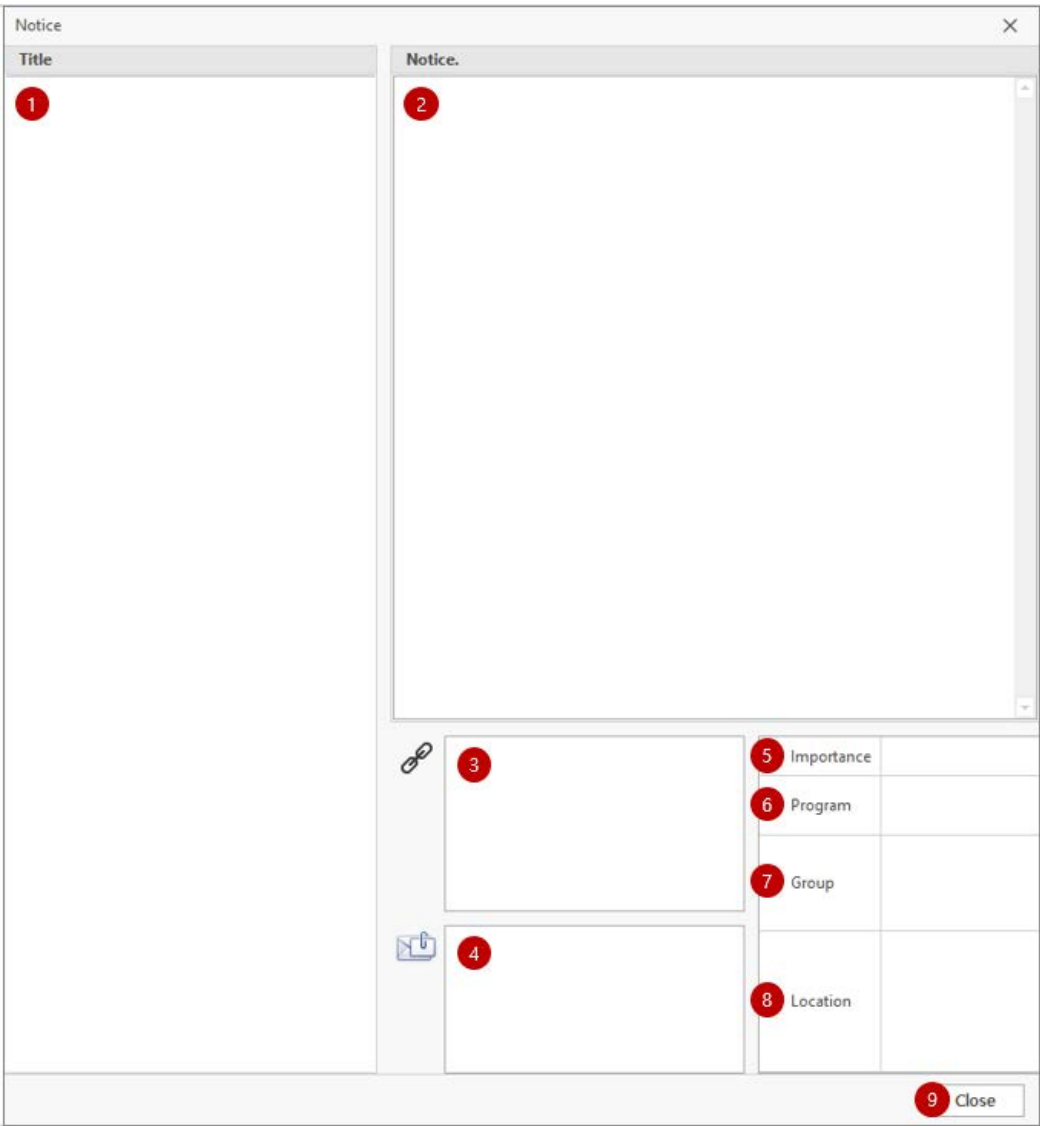 Notice
Title
Notice.
1
2
3
4
5 Importance
6 Program
7 Group
8 Location
9 Close